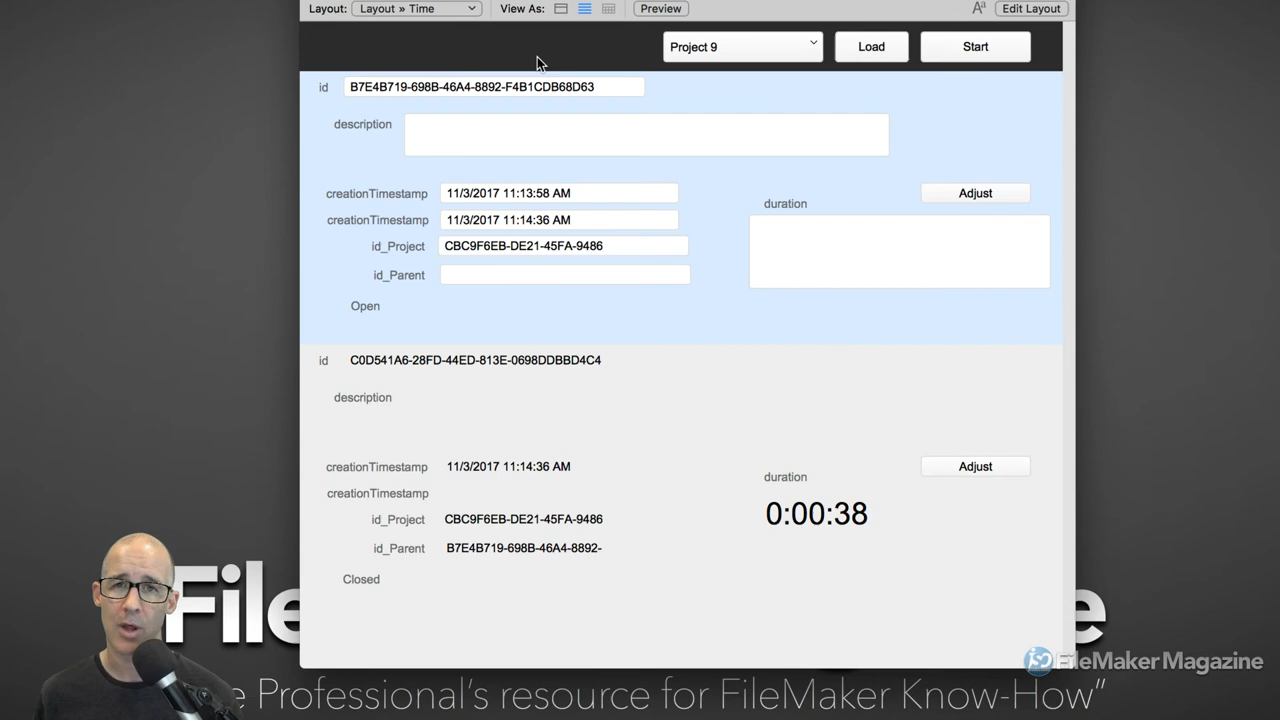 Layout: Layout » Time View As: Preview Aa Edit Layout
Project 9 Load Start
id B7E4B719-698B-46A4-8892-F4B1CDB68D63
description
creationTimestamp 11/3/2017 11:13:58 AM Adjust
duration
creationTimestamp 11/3/2017 11:14:36 AM
id_Project CBC9F6EB-DE21-45FA-9486
id_Parent
Open
id C0D541A6-28FD-44ED-813E-0698DDBBD4C4
description
creationTimestamp 11/3/2017 11:14:36 AM Adjust
duration
creationTimestamp
0:00:38
id_Project CBC9F6EB-DE21-45FA-9486
id_Parent B7E4B719-698B-46A4-8892-
Closed
FileMaker Magazine
Professional's resource for FileMaker Know-How"